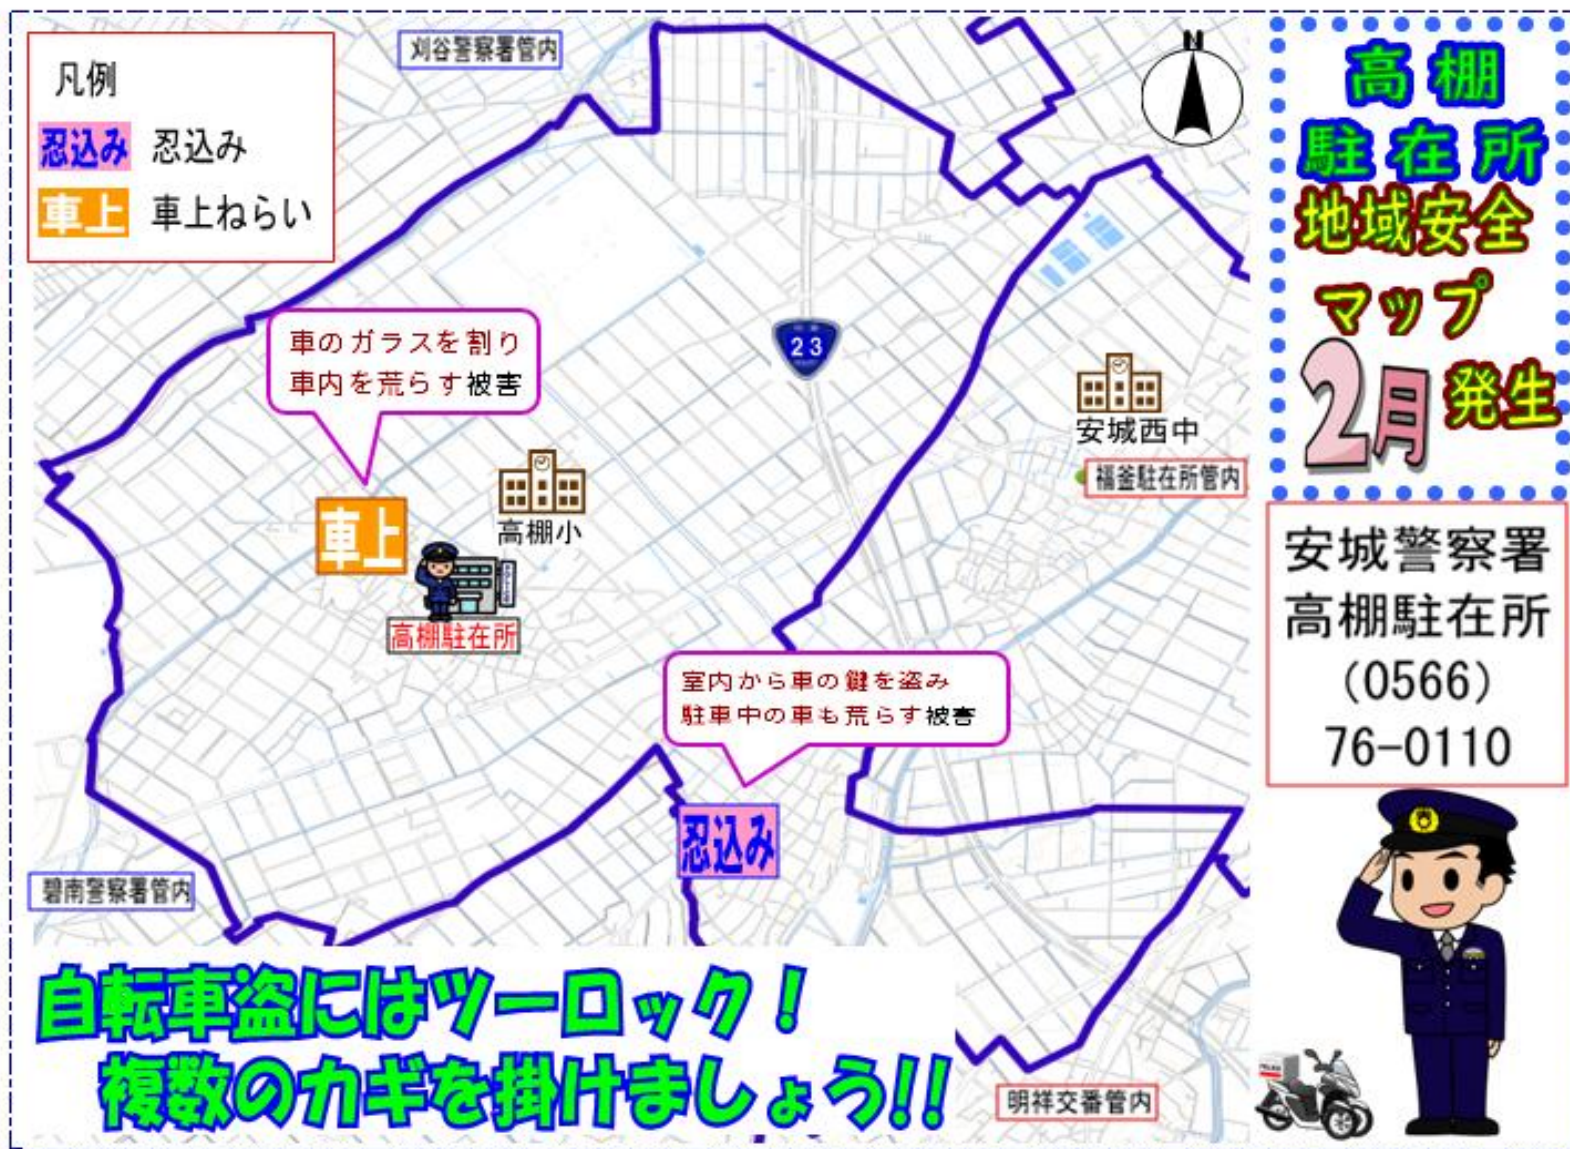 凡例
忍込み 忍込み
車上 車上ねらい
刈谷警察署管内
N
高棚
駐在所
地域安全
マップ
2月発生
車のガラスを割り
車内を荒らす被害
23
安城西中
福釜駐在所管内
車上
高棚小
高棚駐在所
安城警察署
高棚駐在所
(0566)
76-0110
室内から車の鍵を盗み
駐車中の車も荒らす被害
忍込み
碧南警察署管内
自転車盗にはツーロック!
複数のカギを掛けましょう!!
明祥交番管内